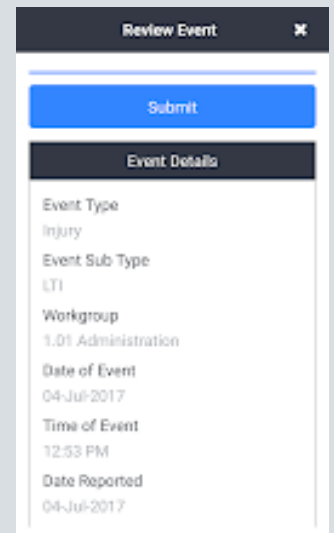 Review Event ✖
Submit
Event Details
Event Type
Injury
Event Sub Type
LTI
Workgroup
1.01 Administration
Date of Event
04-Jul-2017
Time of Event
12:53 PM
Date Reported
04-Jul-2017